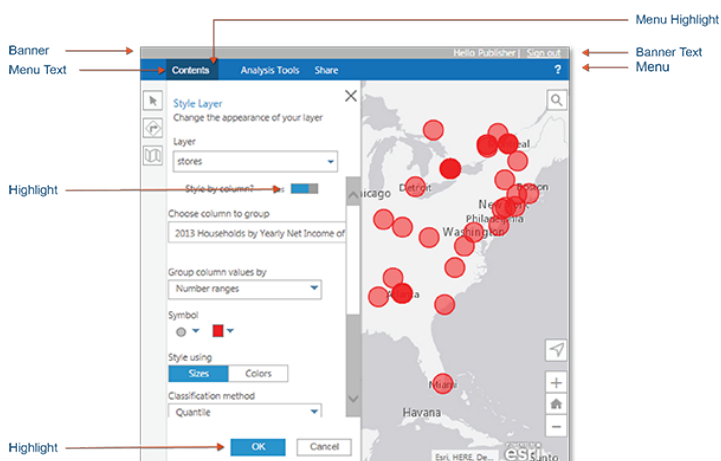 Menu Highlight
Banner
Hello Publisher | Sign out
Banner Text
Menu Text
Contents
Analysis Tools
Share
?
Menu
Style Layer
Change the appearance of your layer
Layer
stores
Highlight
Style by column?
Choose column to group
2013 Households by Yearly Net Income of
Group column values by
Number ranges
Symbol
Style using
Sizes
Colors
Classification method
Quantile
Highlight
OK
Cancel
Detroit
Boston
Philadelphia
Washington
Miami
Havana
Esri, HERE, De...
esri